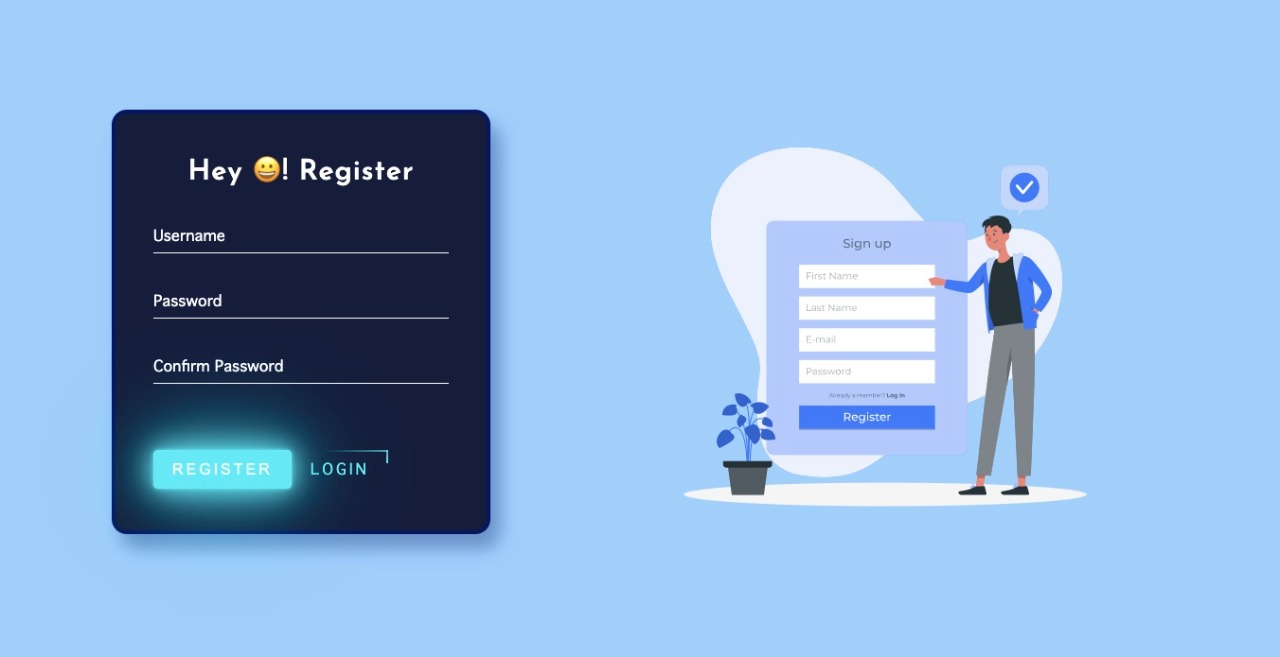 Hey 😀! Register
Username
Password
Confirm Password
REGISTER LOGIN
Sign up
First Name
Last Name
E-mail
Password
Already a member? Log in
Register